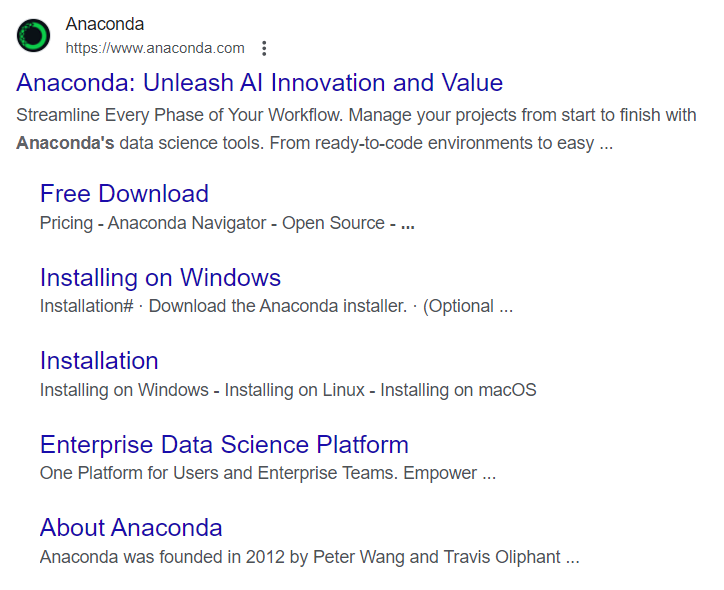 Anaconda
https://www.anaconda.com
Anaconda: Unleash AI Innovation and Value
Streamline Every Phase of Your Workflow. Manage your projects from start to finish with
Anaconda's data science tools. From ready-to-code environments to easy ...
Free Download
Pricing - Anaconda Navigator - Open Source - ...
Installing on Windows
Installation# · Download the Anaconda installer. · (Optional ...
Installation
Installing on Windows - Installing on Linux - Installing on macOS
Enterprise Data Science Platform
One Platform for Users and Enterprise Teams. Empower ...
About Anaconda
Anaconda was founded in 2012 by Peter Wang and Travis Oliphant ...